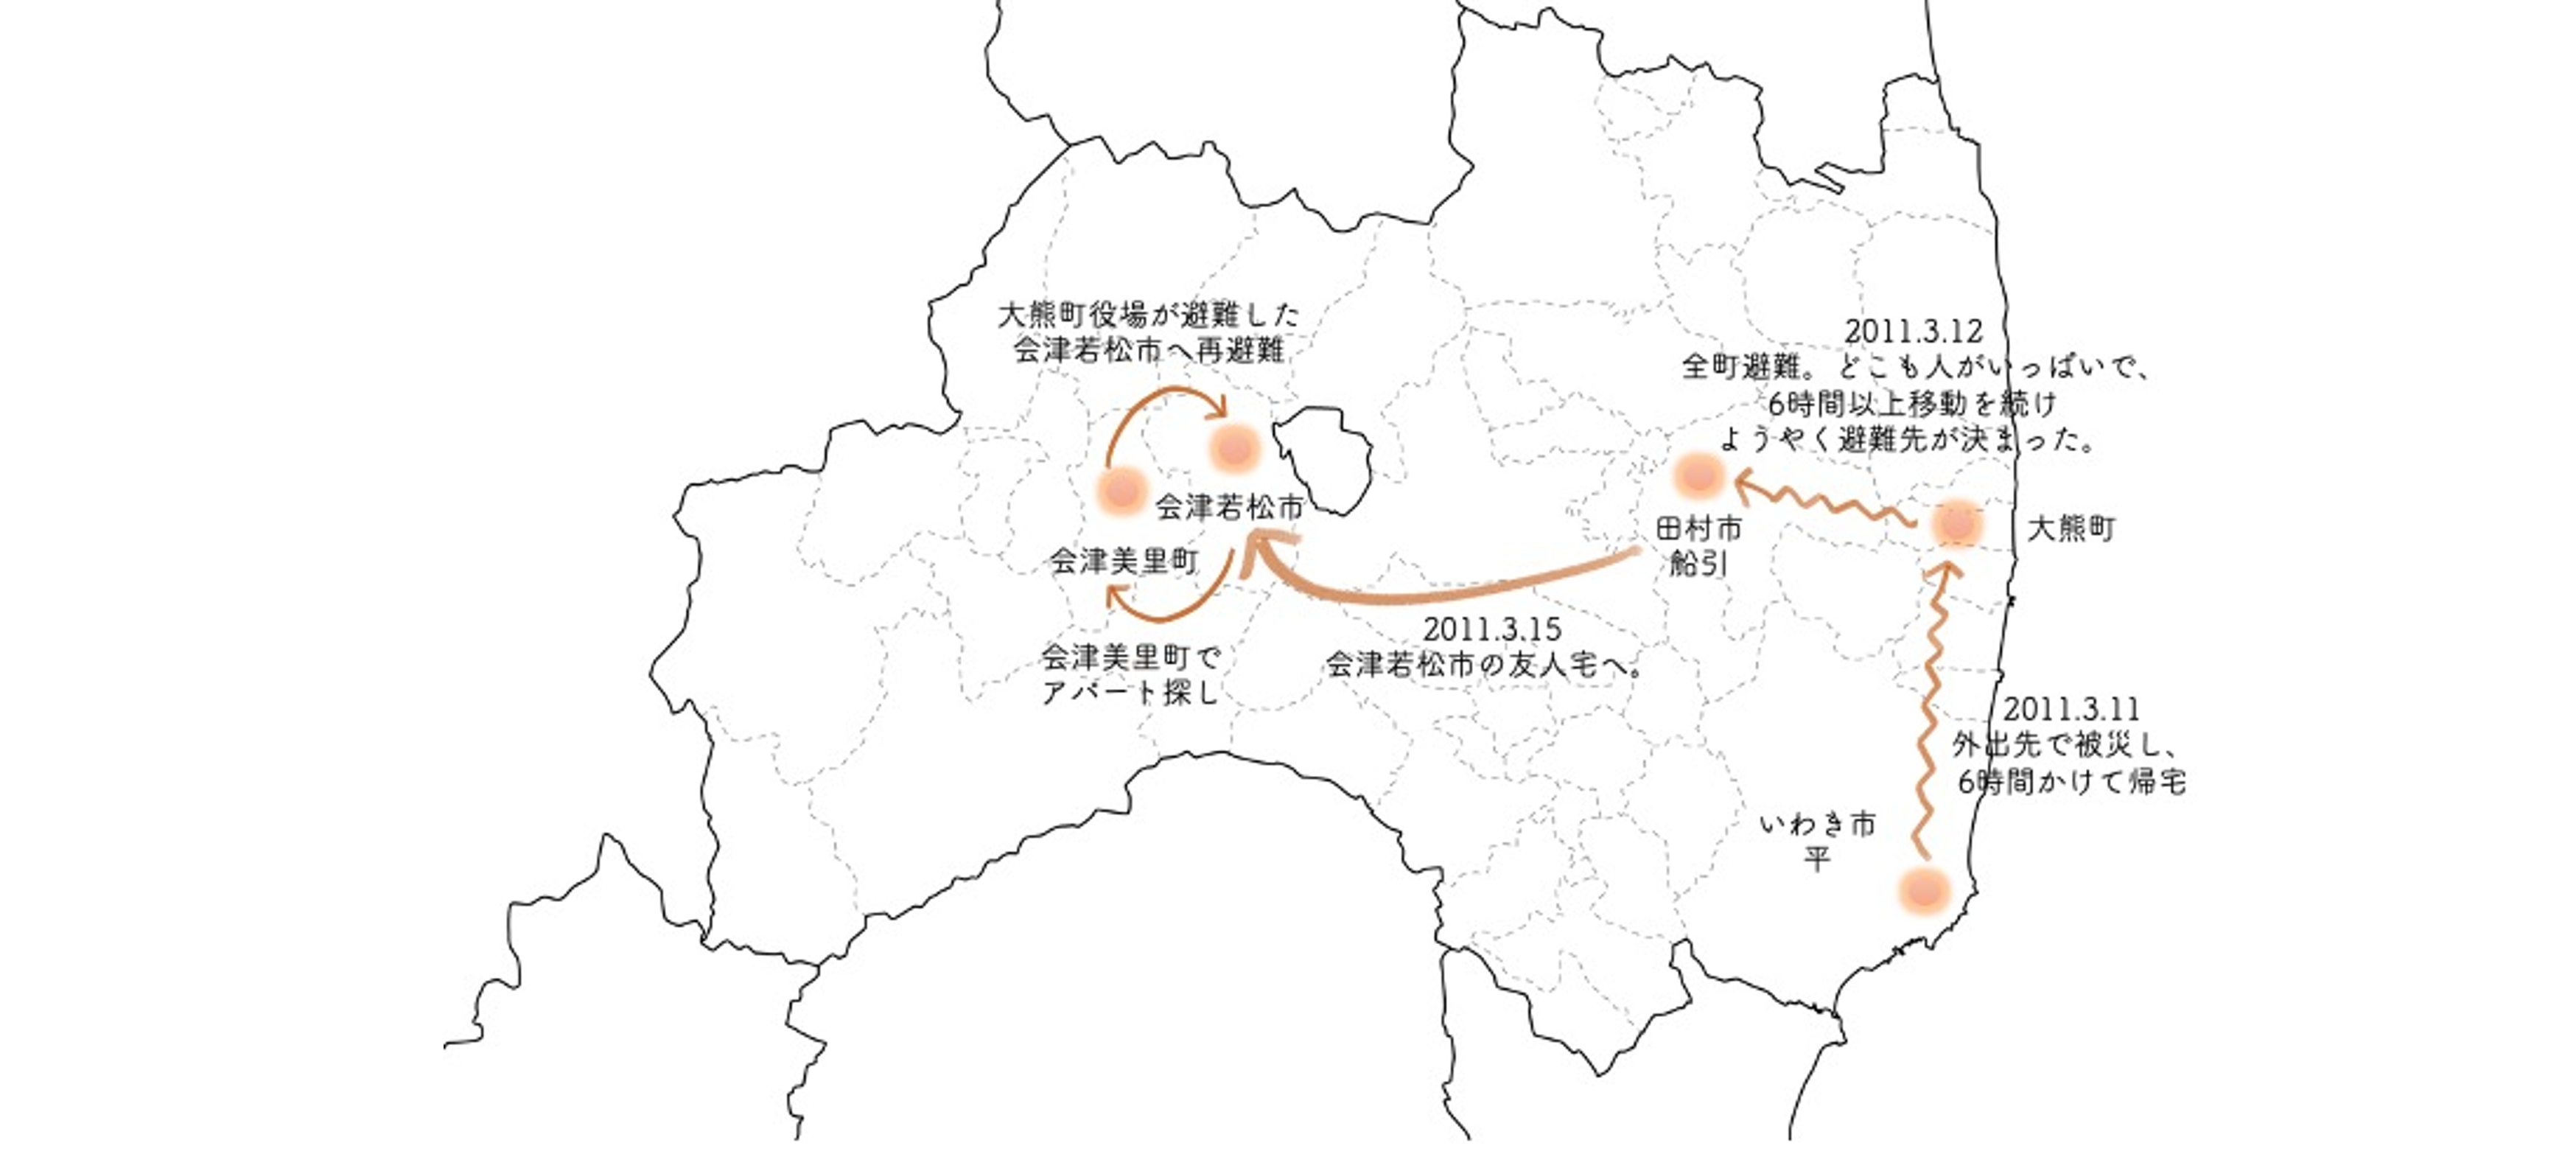 大熊町役場が避難した
会津若松市へ再避難
会津若松市
会津美里町
会津美里町で
アパート探し
2011.3.12
全町避難。どこも人がいっぱいで、
6時間以上移動を続け
ようやく避難先が決まった。
田村市
船引
大熊町
2011.3.15
会津若松市の友人宅へ。
2011.3.11
外出先で被災し、
6時間かけて帰宅
いわき市
平